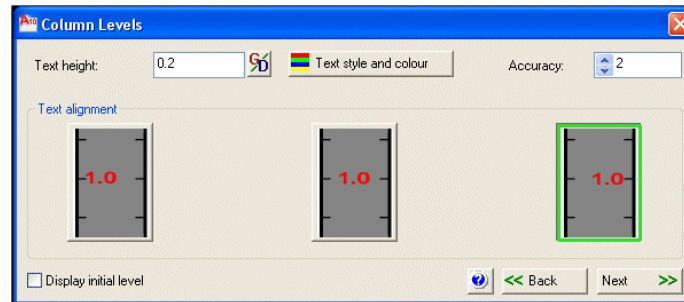 A10 Column Levels
Text height: 0.2 G/D Text style and colour Accuracy: 2
Text alignment
1.0 1.0 1.0
Display initial level ? << Back Next >>